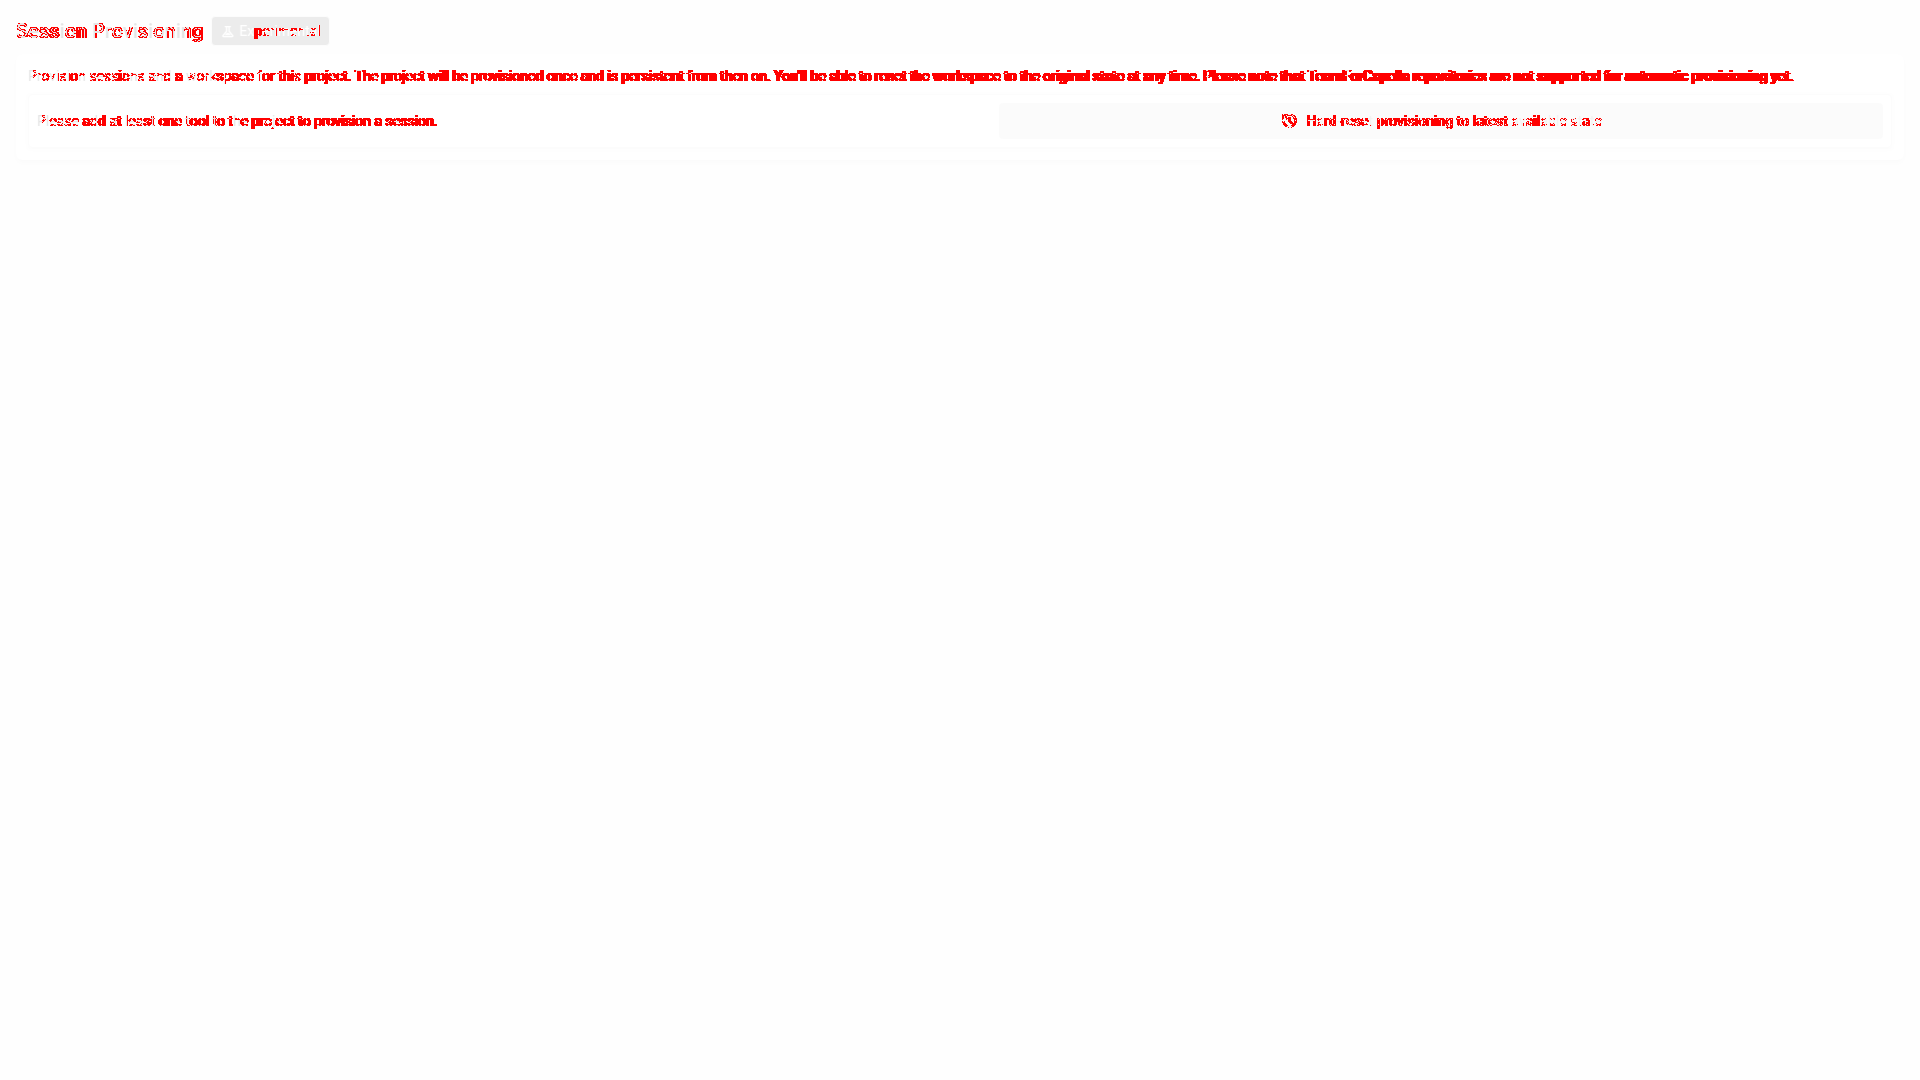 Session Provisioning Experimental
Provision sessions and a workspace for this project. The project will be provisioned once and is persistent from then on. You'll be able to reset the workspace to the original state at any time. Please note that TeamForCapella repositories are not supported for automatic provisioning yet.
Please add at least one tool to the project to provision a session.
Hard reset provisioning to latest available state